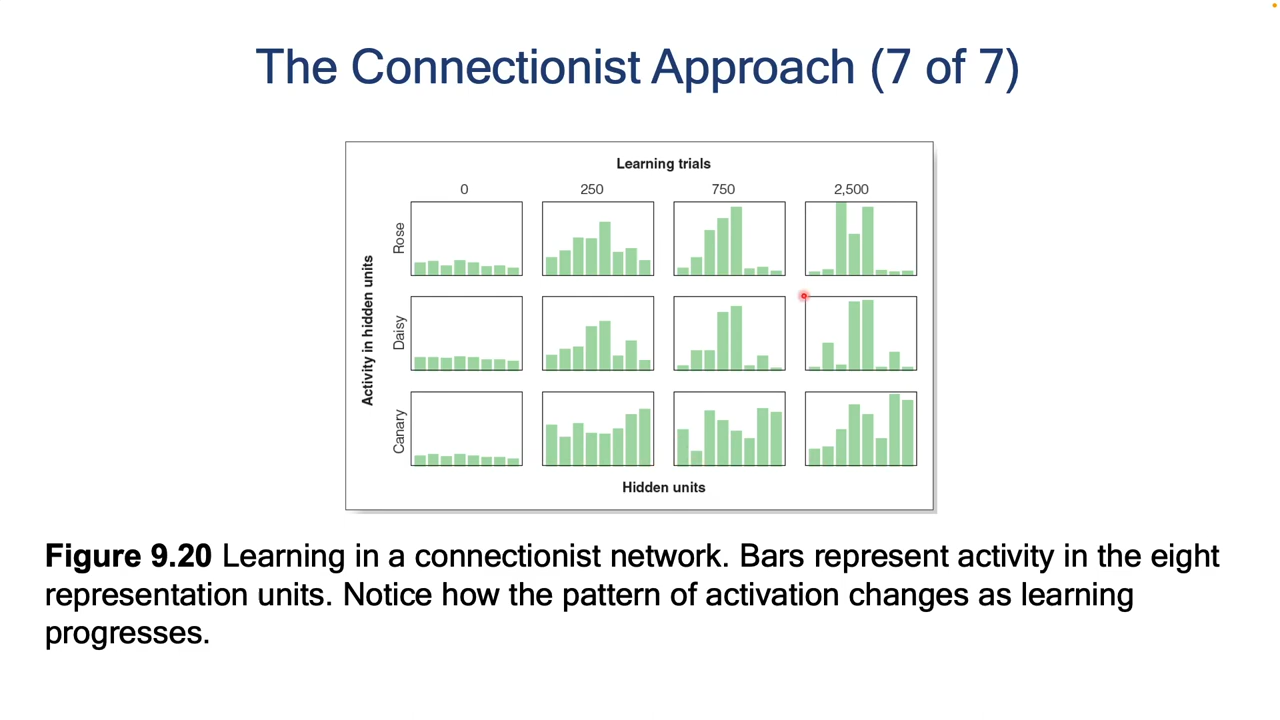 The Connectionist Approach (7 of 7)
Learning trials
0 250 750 2,500
Activity in hidden units
Rose
Daisy
Canary
Hidden units
Figure 9.20 Learning in a connectionist network. Bars represent activity in the eight
representation units. Notice how the pattern of activation changes as learning
progresses.